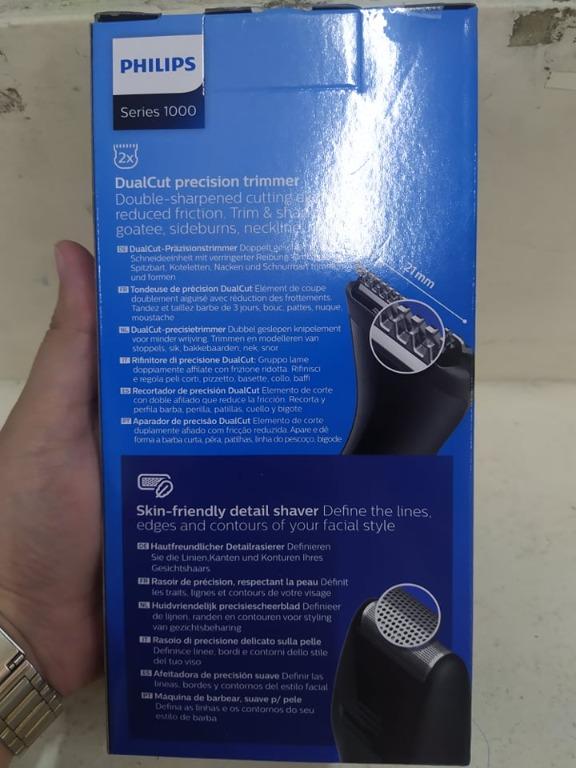 PHILIPS
Series 1000
2x
DualCut precision trimmer
Double-sharpened cutting
reduced friction. Trim &
goatee, sideburns, neckline
21mm
DE DualCut-Präzisionstrimmer Doppelt
Schneideeinheit mit verringerter Reibung
Spitzbart, Koteletten, Nacken und Schnurrbart trimmen
und formen
FR Tondeuse de précision DualCut Elément de coupe
doublement aiguisé avec réduction des frottements.
Tandez et taillez barbe de 3 jours, bouc, pattes, nuque,
moustache
NL DualCut-precisietrimmer Dubbel geslepen knipelement
voor minder wrijving. Trimmen en modelleren van
stoppels, sik, bakkebaarden, nek, snor
IT Rifinitore di precisione DualCut: Gruppo lame
doppiamente affilate con frizione ridotta. Rifinisci
e regola peli corti, pizzetto, basette, collo, baffi
ES Recortador de precisión DualCut Elemento de corte
con doble afilado que reduce la fricción. Recorta y
perfila barba, perilla, patillas, cuello y bigote
PT Aparador de precisão DualCut Elemento de corte
duplamente afiado com fricção reduzida. Apare e dê
forma a barba curta, pêra, patilhas, linha do pescoço, bigode
Skin-friendly detail shaver Define the lines,
edges and contours of your facial style
DE Hautfreundlicher Detailrasierer Definieren
Sie die Linien,Kanten und Konturen Ihres
Gesichtshaars
FR Rasoir de précision, respectant la peau Définit
les traits, lignes et contours de votre visage
NL Huidvriendelijk precisiescheerblad Definieer
de lijnen, randen en contouren voor styling
van gezichtsbeharing
IT Rasoio di precisione delicato sulla pelle
Definisce linee, bordi e contorni dello stile
del tuo viso
ES Afeitadora de precisión suave Definir las
líneas, bordes y contornos del estilo facial
PT Máquina de barbear, suave p/ pele
Defina as linhas e os contornos do seu
estilo de barba